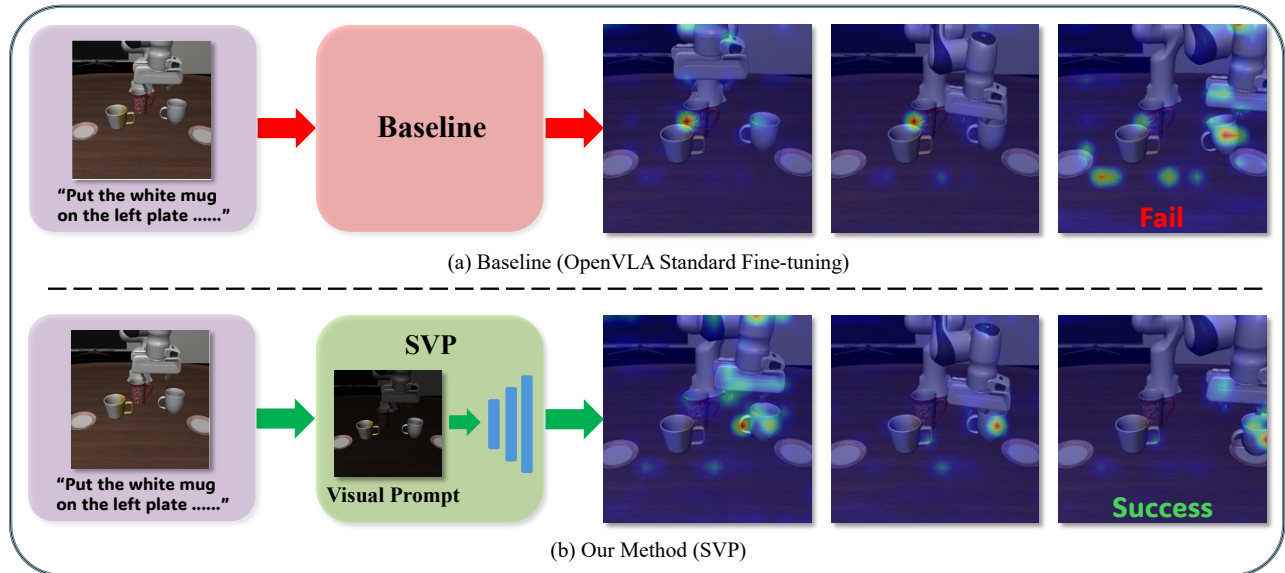 “Put the white mug
on the left plate ......”
Baseline
Fail
(a) Baseline (OpenVLA Standard Fine-tuning)
“Put the white mug
on the left plate ......”
SVP
Visual Prompt
Success
(b) Our Method (SVP)